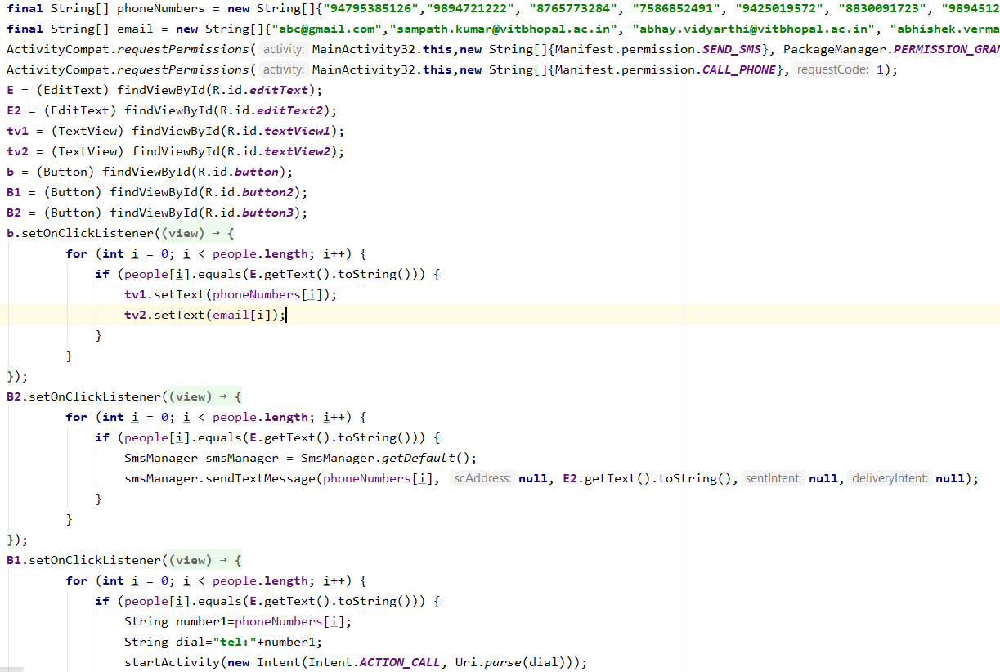 final String[] phoneNumbers = new String[]{"94795385126","9894721222", "8765773284", "7586852491", "9425019572", "8830091723", "9894512
final String[] email = new String[]{"abc@gmail.com","sampath.kumar@vitbhopal.ac.in", "abhay.vidyarthi@vitbhopal.ac.in", "abhishek.verma
ActivityCompat.requestPermissions( activity: MainActivity32.this,new String[]{Manifest.permission.SEND_SMS}, PackageManager.PERMISSION_GRAN
ActivityCompat.requestPermissions( activity: MainActivity32.this,new String[]{Manifest.permission.CALL_PHONE}, requestCode: 1);
E = (EditText) findViewById(R.id.editText);
E2 = (EditText) findViewById(R.id.editText2);
tv1 = (TextView) findViewById(R.id.textView1);
tv2 = (TextView) findViewById(R.id.textView2);
b = (Button) findViewById(R.id.button);
B1 = (Button) findViewById(R.id.button2);
B2 = (Button) findViewById(R.id.button3);
b.setOnClickListener((view) → {
for (int i = 0; i < people.length; i++) {
if (people[i].equals(E.getText().toString())) {
tv1.setText(phoneNumbers[i]);
tv2.setText(email[i]);
}
}
});
B2.setOnClickListener((view) → {
for (int i = 0; i < people.length; i++) {
if (people[i].equals(E.getText().toString())) {
SmsManager smsManager = SmsManager.getDefault();
smsManager.sendTextMessage(phoneNumbers[i], scAddress: null, E2.getText().toString(), sentIntent: null, deliveryIntent: null);
}
}
});
B1.setOnClickListener((view) → {
for (int i = 0; i < people.length; i++) {
if (people[i].equals(E.getText().toString())) {
String number1=phoneNumbers[i];
String dial="tel:"+number1;
startActivity(new Intent(Intent.ACTION_CALL, Uri.parse(dial)));